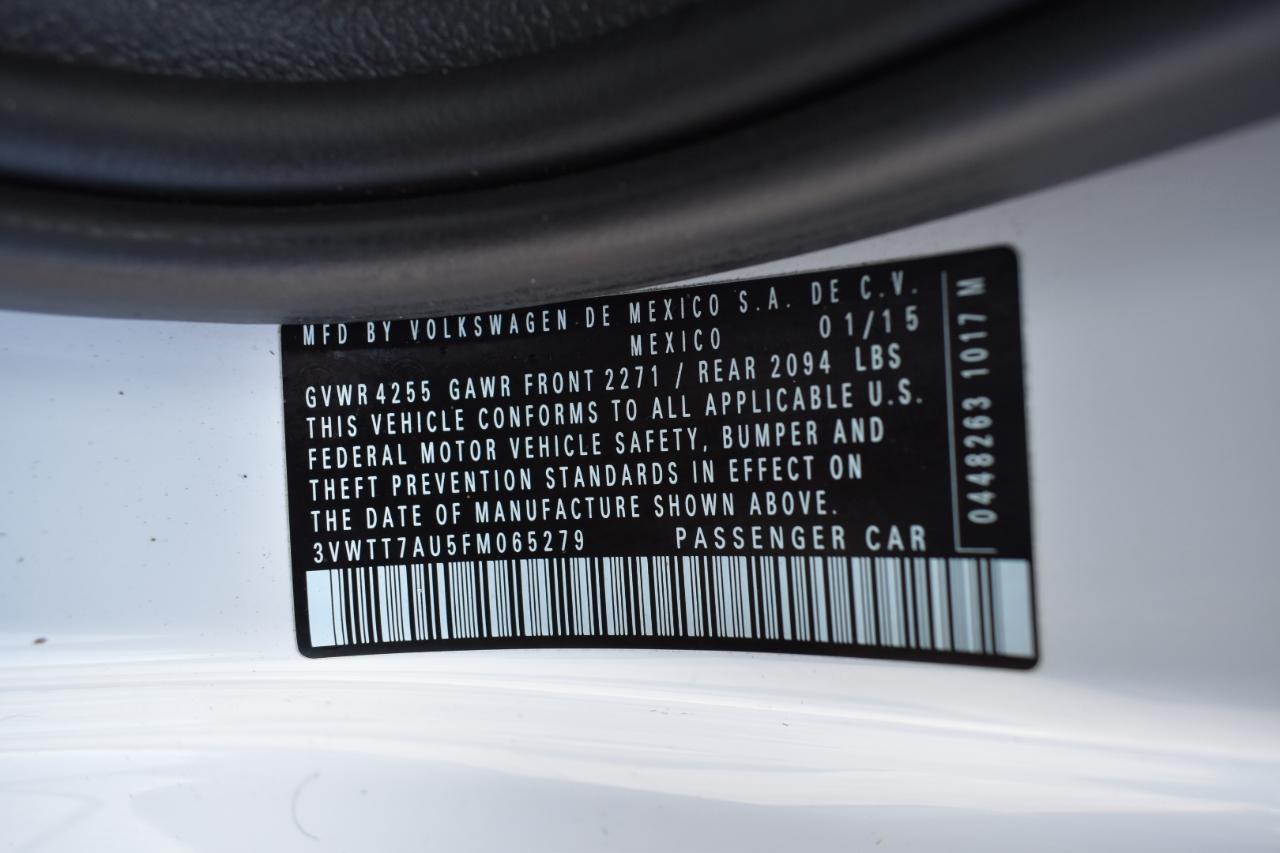 MFD BY VOLKSWAGEN DE MEXICO S.A. DE C.V.
MEXICO 01/15
GVWR 4255 GAWR FRONT 2271 / REAR 2094 LBS
THIS VEHICLE CONFORMS TO ALL APPLICABLE U.S.
FEDERAL MOTOR VEHICLE SAFETY, BUMPER AND
THEFT PREVENTION STANDARDS IN EFFECT ON
THE DATE OF MANUFACTURE SHOWN ABOVE.
3VWTT7AU5FM065279 PASSENGER CAR
0448263 1017 M